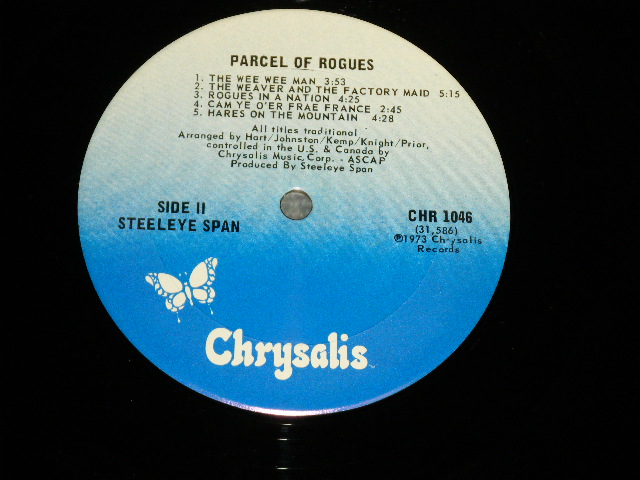 PARCEL OF ROGUES
1. THE WEE WEE MAN 3:53
2. THE WEAVER AND THE FACTORY MAID 5:15
3. ROGUES IN A NATION 4:25
4. CAM YE O'ER FRAE FRANCE 2:45
5. HARES ON THE MOUNTAIN 4:28
All titles traditional
Arranged by Hart/Johnston/Kemp/Knight/Prior,
controlled in the U.S. & Canada by
Chrysalis Music Corp. - ASCAP
Produced By Steeleye Span
SIDE II
STEELEYE SPAN
CHR 1046
(31,586)
℗1973 Chrysalis
Records
Chrysalis